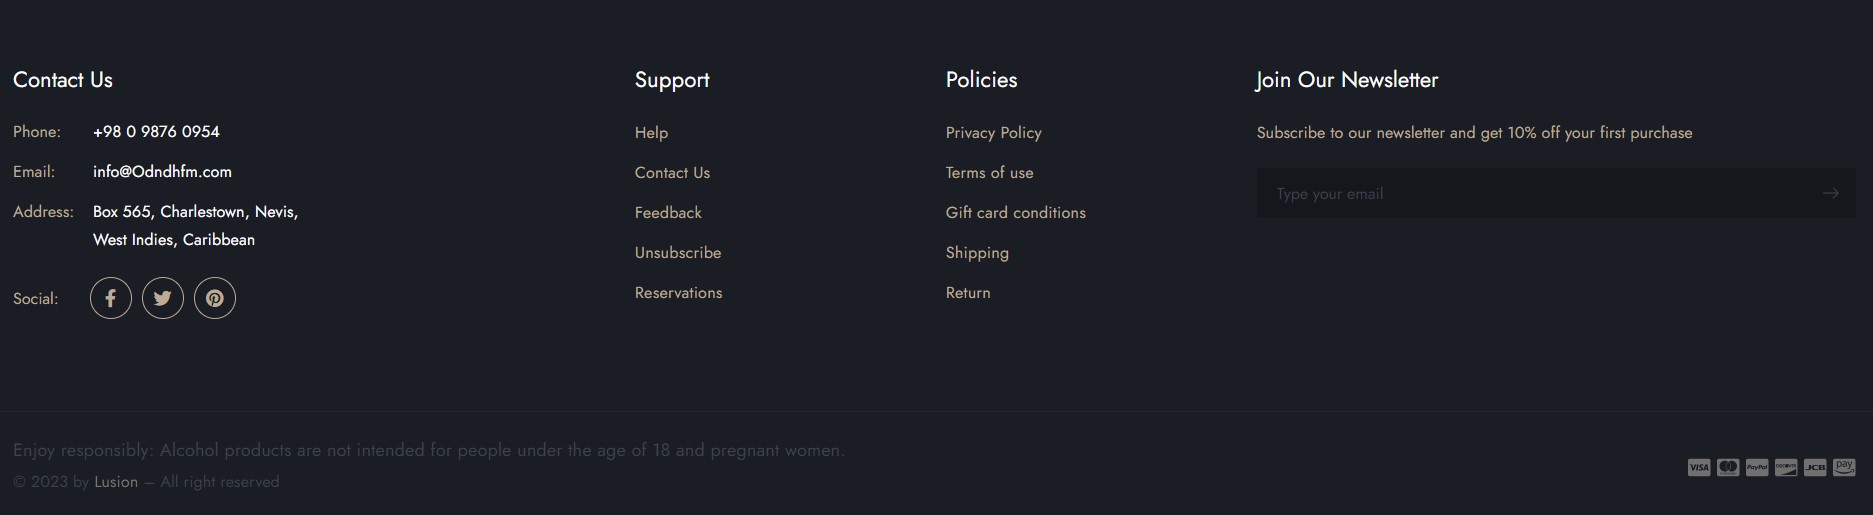 Contact Us
Phone: +98 0 9876 0954
Email: info@Odndhfm.com
Address: Box 565, Charlestown, Nevis,
West Indies, Caribbean
Social:
Support
Help
Contact Us
Feedback
Unsubscribe
Reservations
Policies
Privacy Policy
Terms of use
Gift card conditions
Shipping
Return
Join Our Newsletter
Subscribe to our newsletter and get 10% off your first purchase
Type your email
Enjoy responsibly: Alcohol products are not intended for people under the age of 18 and pregnant women.
© 2023 by Lusion – All right reserved
VISA PayPal DISCOVER JCB pay